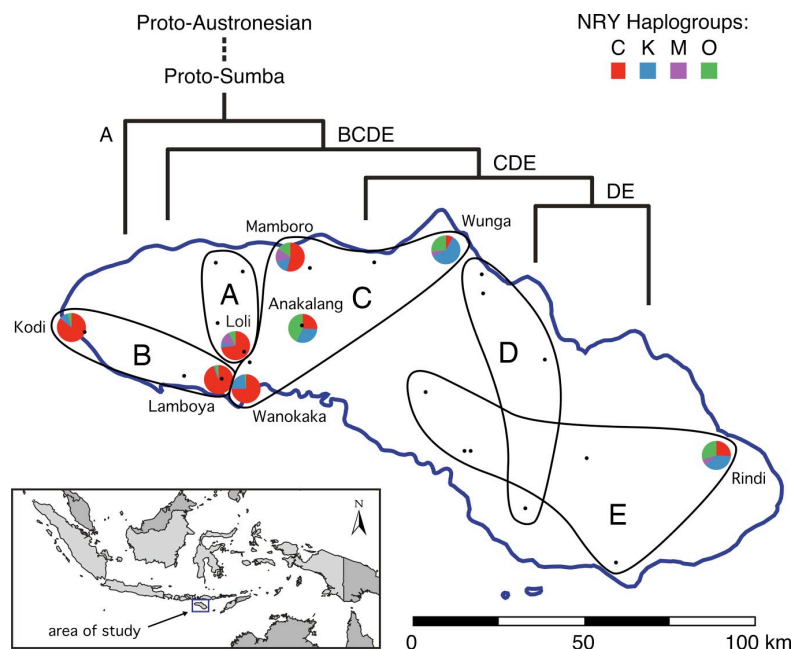 Proto-Austronesian
Proto-Sumba
NRY Haplogroups:
C K M O
A
BCDE
CDE
DE
Mamboro
Wunga
A
C
Anakalang
Kodi
Loli
B
D
Lamboya
Wanokaka
Rindi
E
N
area of study
0 50 100 km